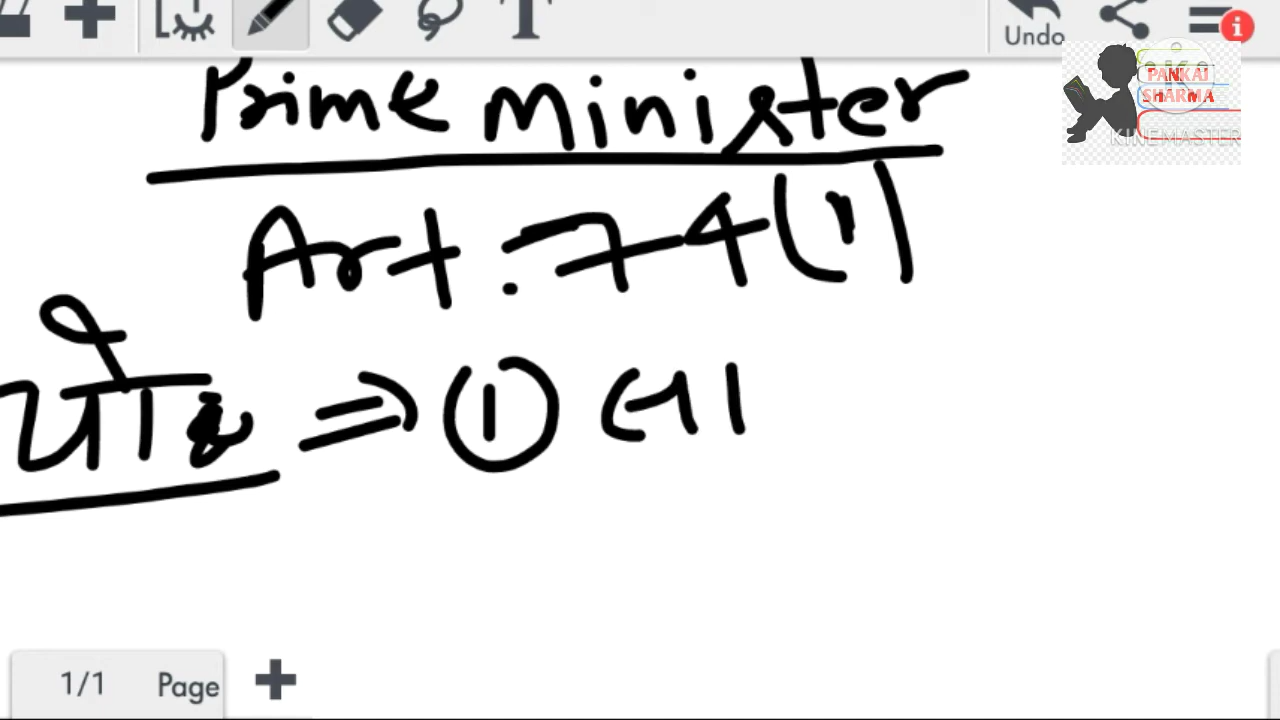 Undo
PANKAJ
SHARMA
KINEMASTER
Prime Minister
Art. 74(1)
⇒ ①
1/1 Page